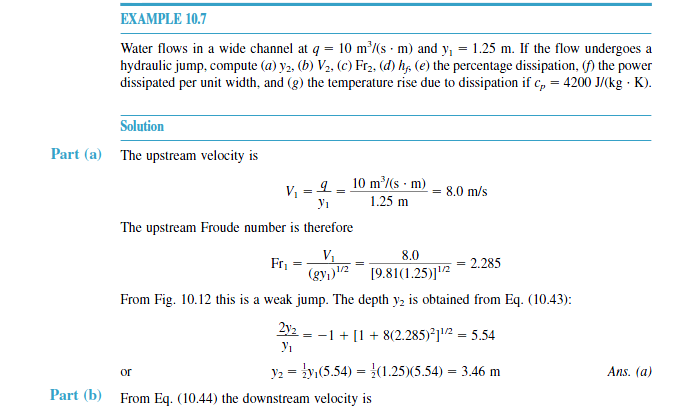 EXAMPLE 10.7
Water flows in a wide channel at q = 10 m³/(s · m) and y₁ = 1.25 m. If the flow undergoes a
hydraulic jump, compute (a) y₂, (b) V₂, (c) Fr₂, (d) h_f, (e) the percentage dissipation, (f) the power
dissipated per unit width, and (g) the temperature rise due to dissipation if c_p = 4200 J/(kg · K).
Solution
Part (a) The upstream velocity is
V₁ = q/y₁ = 10 m³/(s · m)/1.25 m = 8.0 m/s
The upstream Froude number is therefore
Fr₁ = V₁/(gy₁)^1/2 = 8.0/[9.81(1.25)]^1/2 = 2.285
From Fig. 10.12 this is a weak jump. The depth y₂ is obtained from Eq. (10.43):
2y₂/y₁ = −1 + [1 + 8(2.285)²]^1/2 = 5.54
or y₂ = ½y₁(5.54) = ½(1.25)(5.54) = 3.46 m Ans. (a)
Part (b) From Eq. (10.44) the downstream velocity is